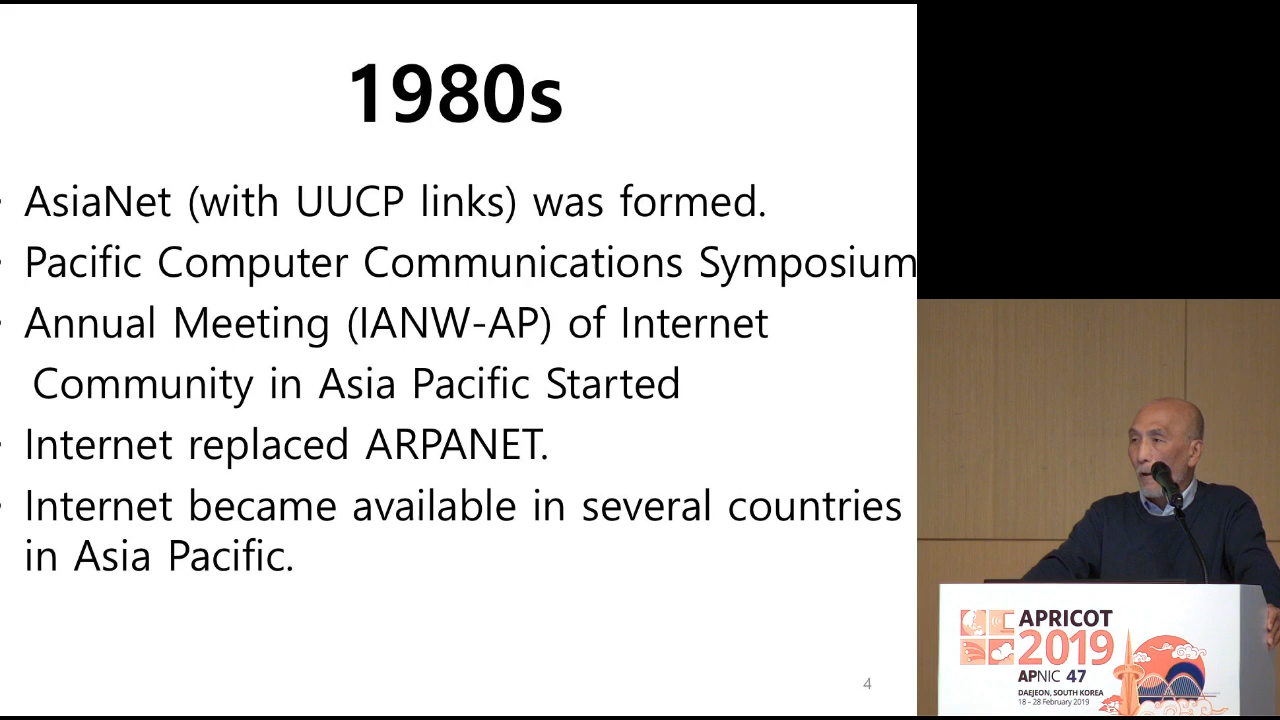 1980s
AsiaNet (with UUCP links) was formed.
Pacific Computer Communications Symposium
Annual Meeting (IANW-AP) of Internet
Community in Asia Pacific Started
Internet replaced ARPANET.
Internet became available in several countries
in Asia Pacific.
4
APRICOT
2019
APNIC 47
DAEJEON, SOUTH KOREA
18 – 28 February 2019